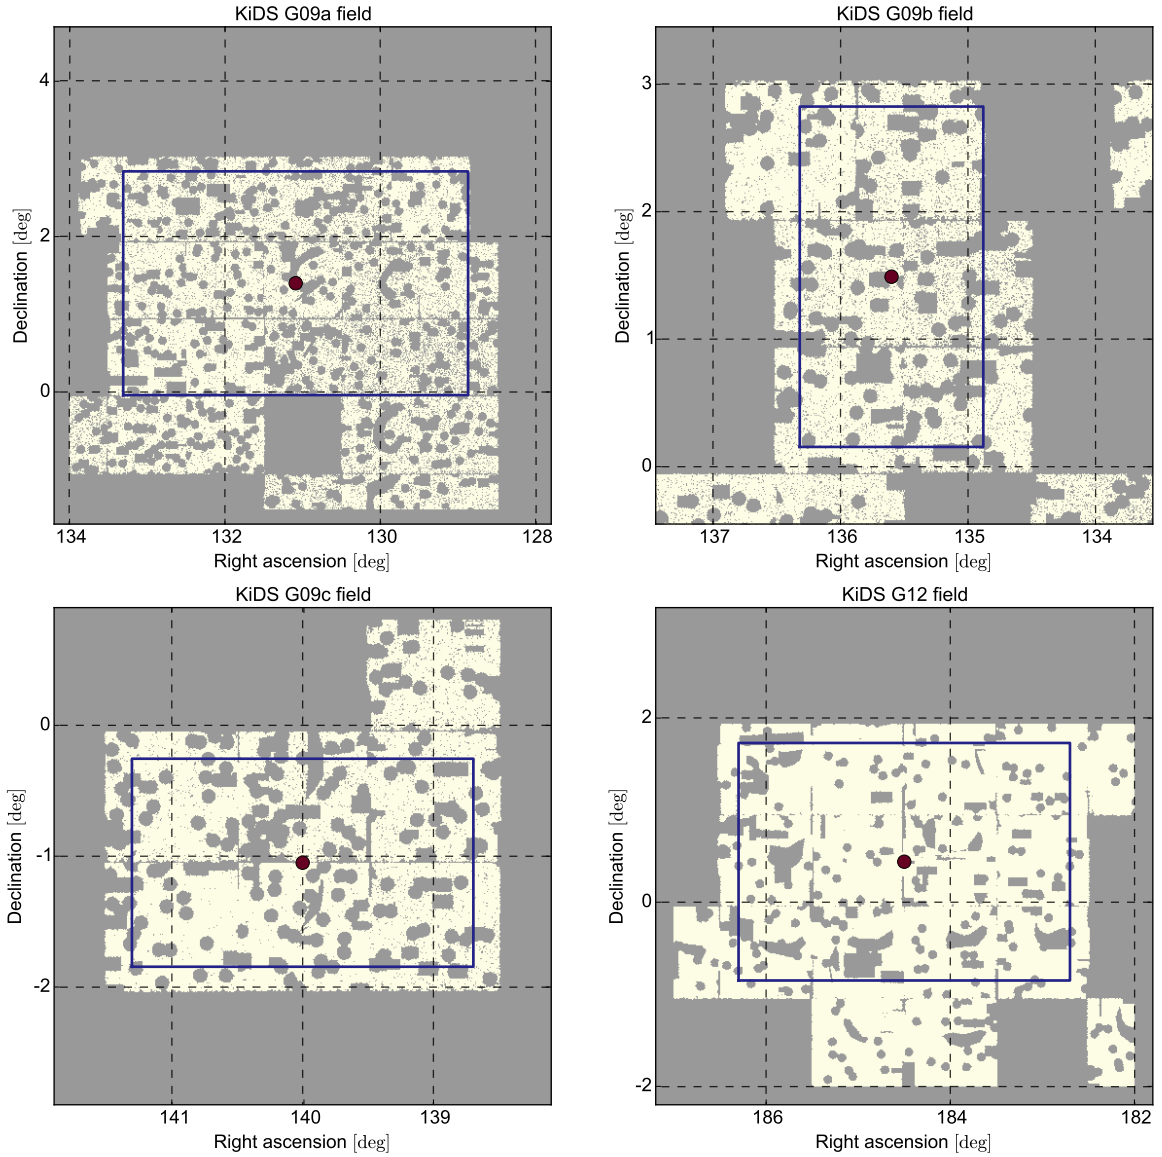 KiDS G09a field
4
2
0
Declination [deg]
134
132
130
128
Right ascension [deg]
KiDS G09b field
3
2
1
0
Declination [deg]
137
136
135
134
Right ascension [deg]
KiDS G09c field
0
-1
-2
Declination [deg]
141
140
139
Right ascension [deg]
KiDS G12 field
2
1
0
-2
Declination [deg]
186
184
182
Right ascension [deg]